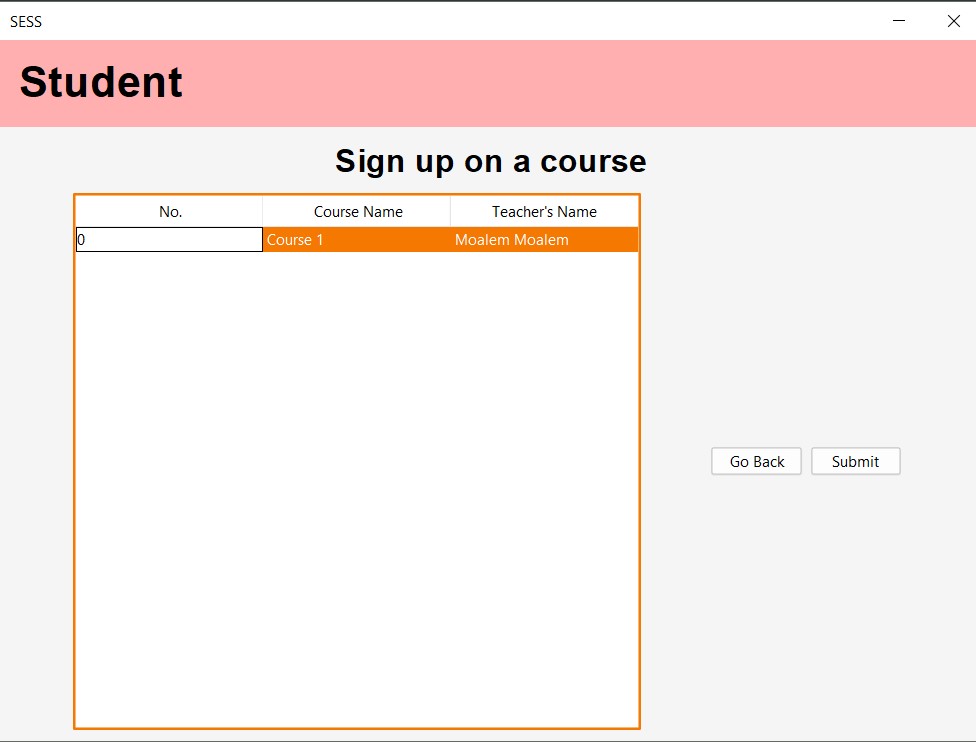 SESS
Student
Sign up on a course
No. Course Name Teacher's Name
0 Course 1 Moalem Moalem
Go Back Submit